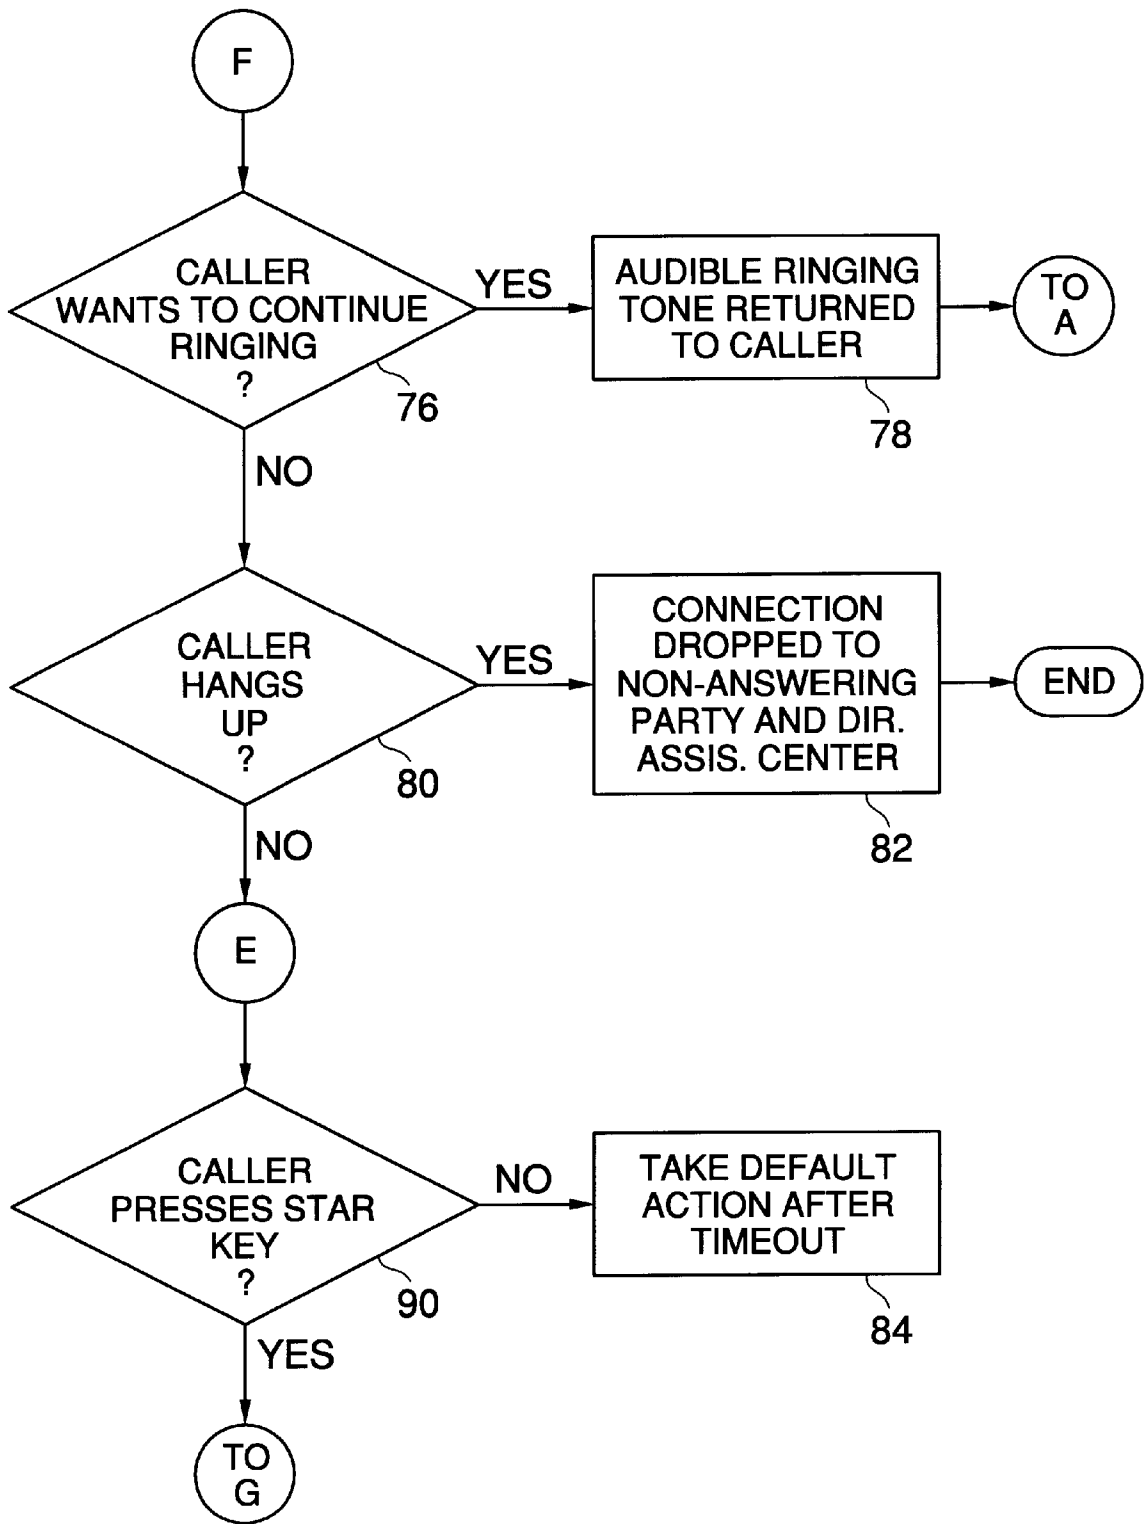 F
CALLER
WANTS TO CONTINUE
RINGING
?
76
YES
AUDIBLE RINGING
TONE RETURNED
TO CALLER
78
TO
A
NO
CALLER
HANGS
UP
?
80
YES
CONNECTION
DROPPED TO
NON-ANSWERING
PARTY AND DIR.
ASSIS. CENTER
82
END
NO
E
CALLER
PRESSES STAR
KEY
?
90
NO
TAKE DEFAULT
ACTION AFTER
TIMEOUT
84
YES
TO
G